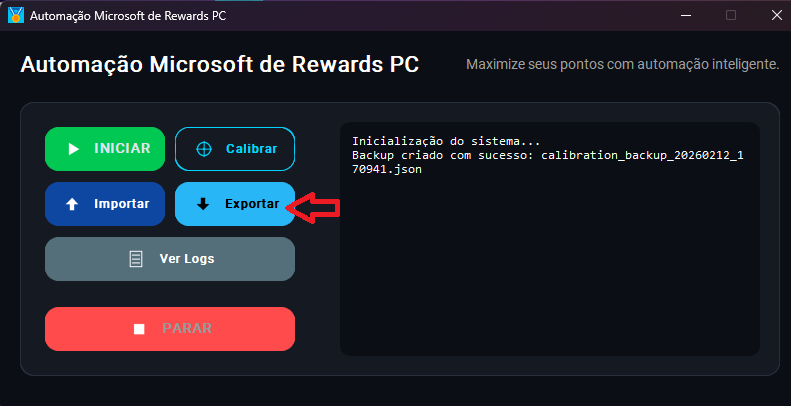 Automação Microsoft de Rewards PC
Automação Microsoft de Rewards PC
Maximize seus pontos com automação inteligente.
INICIAR
Calibrar
Importar
Exportar
Ver Logs
PARAR
Inicialização do sistema...
Backup criado com sucesso: calibration_backup_20260212_1
70941.json